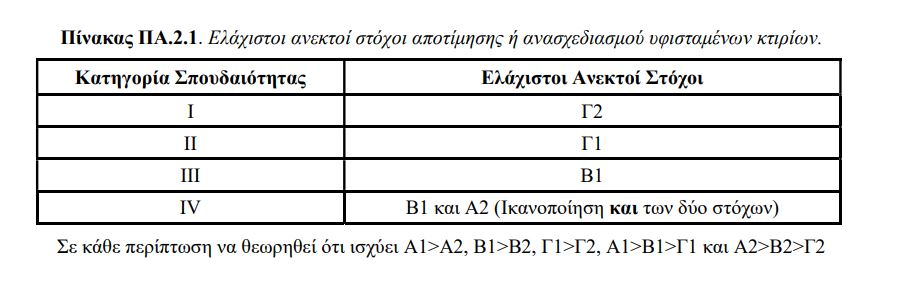 Πίνακας ΠΑ.2.1. Ελάχιστοι ανεκτοί στόχοι αποτίμησης ή ανασχεδιασμού υφισταμένων κτιρίων.
Κατηγορία Σπουδαιότητας Ελάχιστοι Ανεκτοί Στόχοι
I Γ2
II Γ1
III Β1
IV Β1 και Α2 (Ικανοποίηση και των δύο στόχων)
Σε κάθε περίπτωση να θεωρηθεί ότι ισχύει Α1>Α2, Β1>Β2, Γ1>Γ2, Α1>Β1>Γ1 και Α2>Β2>Γ2